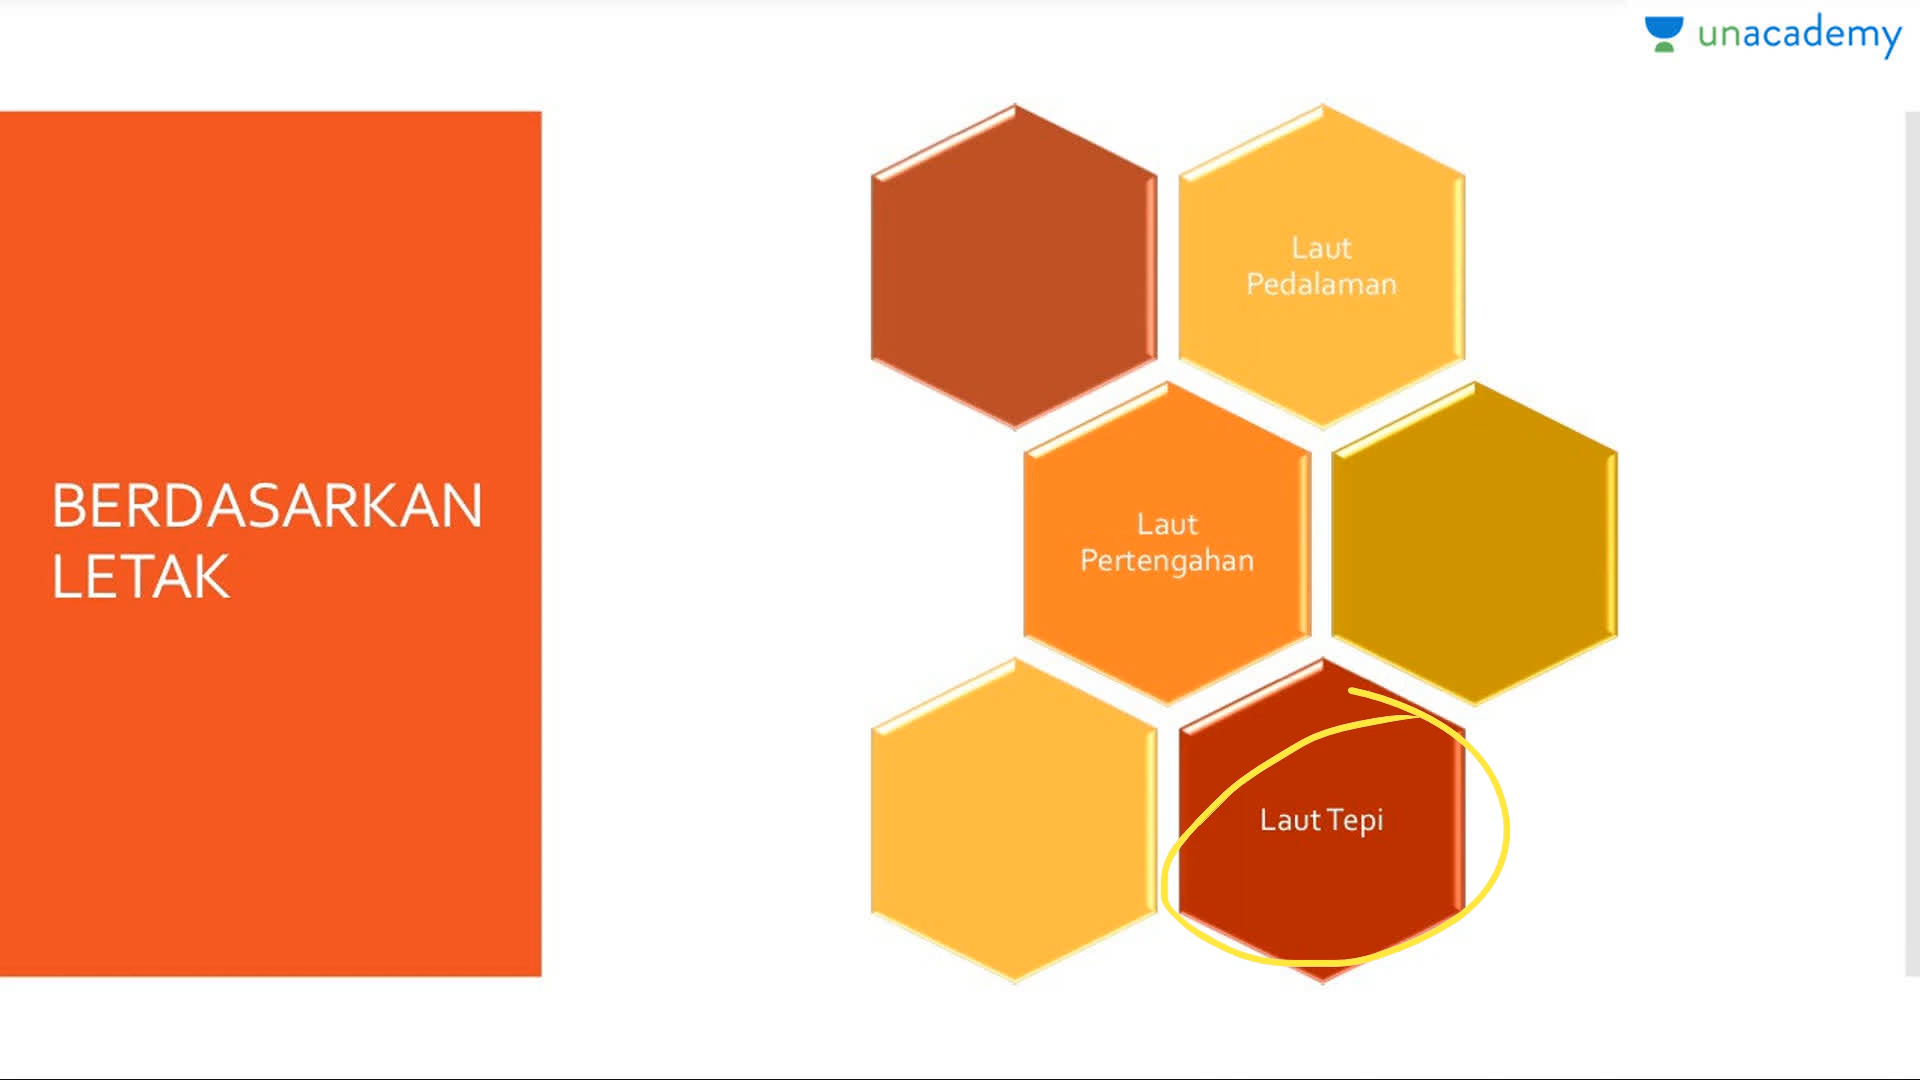 unacademy
BERDASARKAN
LETAK
Laut
Pedalaman
Laut
Pertengahan
Laut Tepi